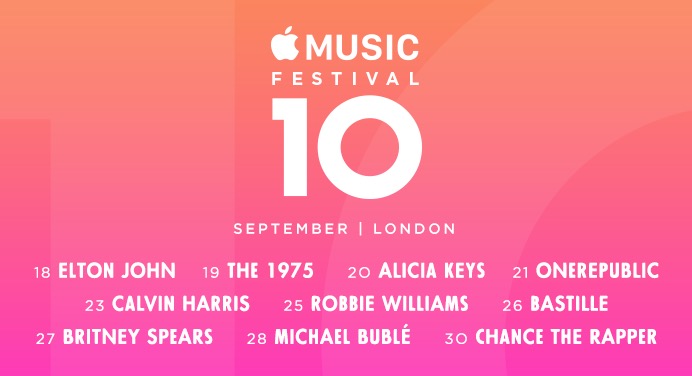 MUSIC
FESTIVAL
10
SEPTEMBER | LONDON
18 ELTON JOHN 19 THE 1975 20 ALICIA KEYS 21 ONEREPUBLIC
23 CALVIN HARRIS 25 ROBBIE WILLIAMS 26 BASTILLE
27 BRITNEY SPEARS 28 MICHAEL BUBLÉ 30 CHANCE THE RAPPER